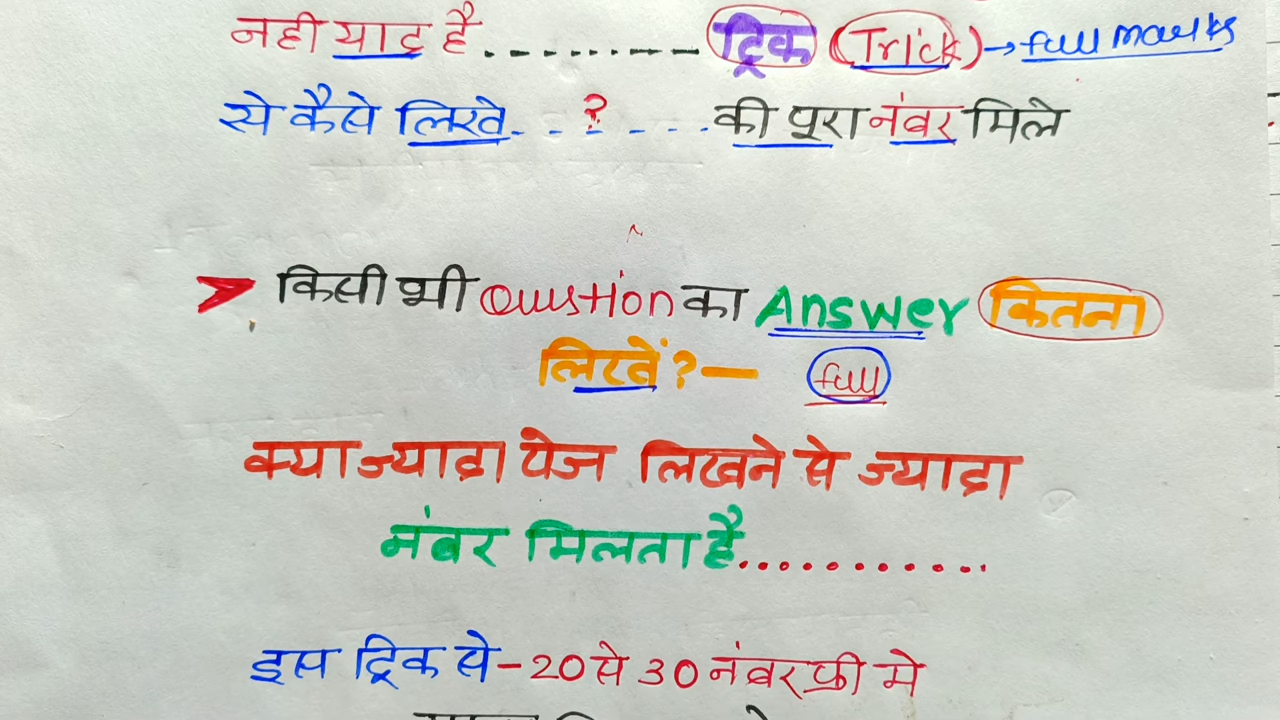 नही याद है......... ट्रिक (Trick)→full marks
से कैसे लिखे. . ? . ...की पूरा नंबर मिले
➤ किसी भी Question का Answer कितना
लिखें?— full
क्या ज्यादा पेज लिखने से ज्यादा
नंबर मिलता है...........
इस ट्रिक से-20 से 30 नंबर फ्री मे